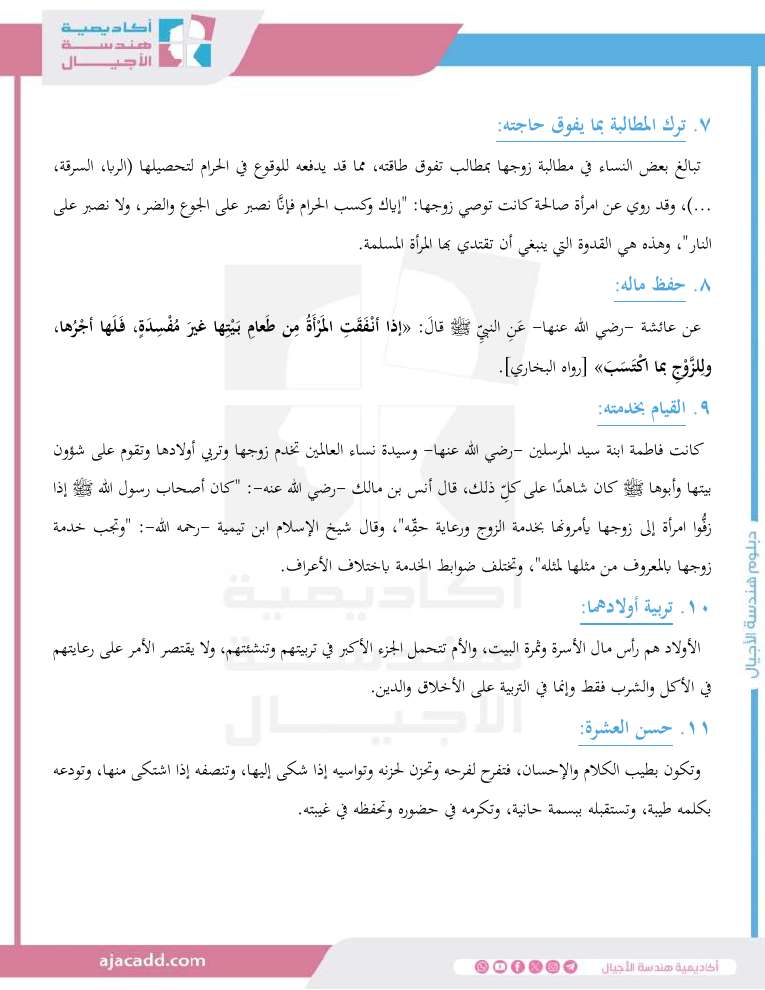 أكاديمية
هندسة
الأجيال
٧. ترك المطالبة بما يفوق حاجته:
تبالغ بعض النساء في مطالبة زوجها بمطالب تفوق طاقته، مما قد يدفعه للوقوع في الحرام لتحصيلها (الربا، السرقة،
...)، وقد روي عن امرأة صالحة كانت توصي زوجها: "إياك وكسب الحرام فإنَّا نصبر على الجوع والضر، ولا نصبر على
النار"، وهذه هي القدوة التي ينبغي أن تقتدي بها المرأة المسلمة.
٨. حفظ ماله:
عن عائشة –رضي الله عنها– عَنِ النبيِّ ﷺ قالَ: «إذا أنْفَقَتِ المَرْأَةُ مِن طَعامِ بَيْتِها غيرَ مُفْسِدَةٍ، فَلَها أجْرُها،
ولِلزَّوْجِ بما اكْتَسَبَ» [رواه البخاري].
٩. القيام بخدمته:
كانت فاطمة ابنة سيد المرسلين –رضي الله عنها– وسيدة نساء العالمين تخدم زوجها وتربي أولادها وتقوم على شؤون
بيتها وأبوها ﷺ كان شاهدًا على كلّ ذلك، قال أنس بن مالك –رضي الله عنه–: "كان أصحاب رسول الله ﷺ إذا
زفُّوا امرأة إلى زوجها يأمرونها بخدمة الزوج ورعاية حقّه"، وقال شيخ الإسلام ابن تيمية –رحمه الله–: "وتجب خدمة
زوجها بالمعروف من مثلها لمثله"، وتختلف ضوابط الخدمة باختلاف الأعراف.
١٠. تربية أولادهما:
الأولاد هم رأس مال الأسرة وثمرة البيت، والأم تتحمل الجزء الأكبر في تربيتهم وتنشئتهم، ولا يقتصر الأمر على رعايتهم
في الأكل والشرب فقط وإنما في التربية على الأخلاق والدين.
١١. حسن العشرة:
وتكون بطيب الكلام والإحسان، فتفرح لفرحه وتحزن لحزنه وتواسيه إذا شكى إليها، وتنصفه إذا اشتكى منها، وتودعه
بكلمه طيبة، وتستقبله ببسمة حانية، وتكرمه في حضوره وتحفظه في غيبته.
أكاديمية
هندسة
الأجيال
دبلوم هندسة الأجيال
أكاديمية هندسة الأجيال
ajacadd.com